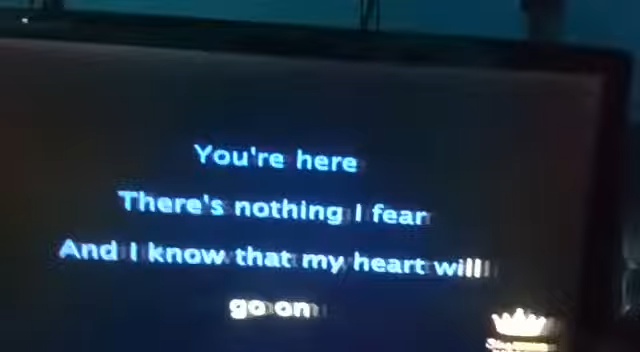 You're here
There's nothing I fear
And I know that my heart will
go on